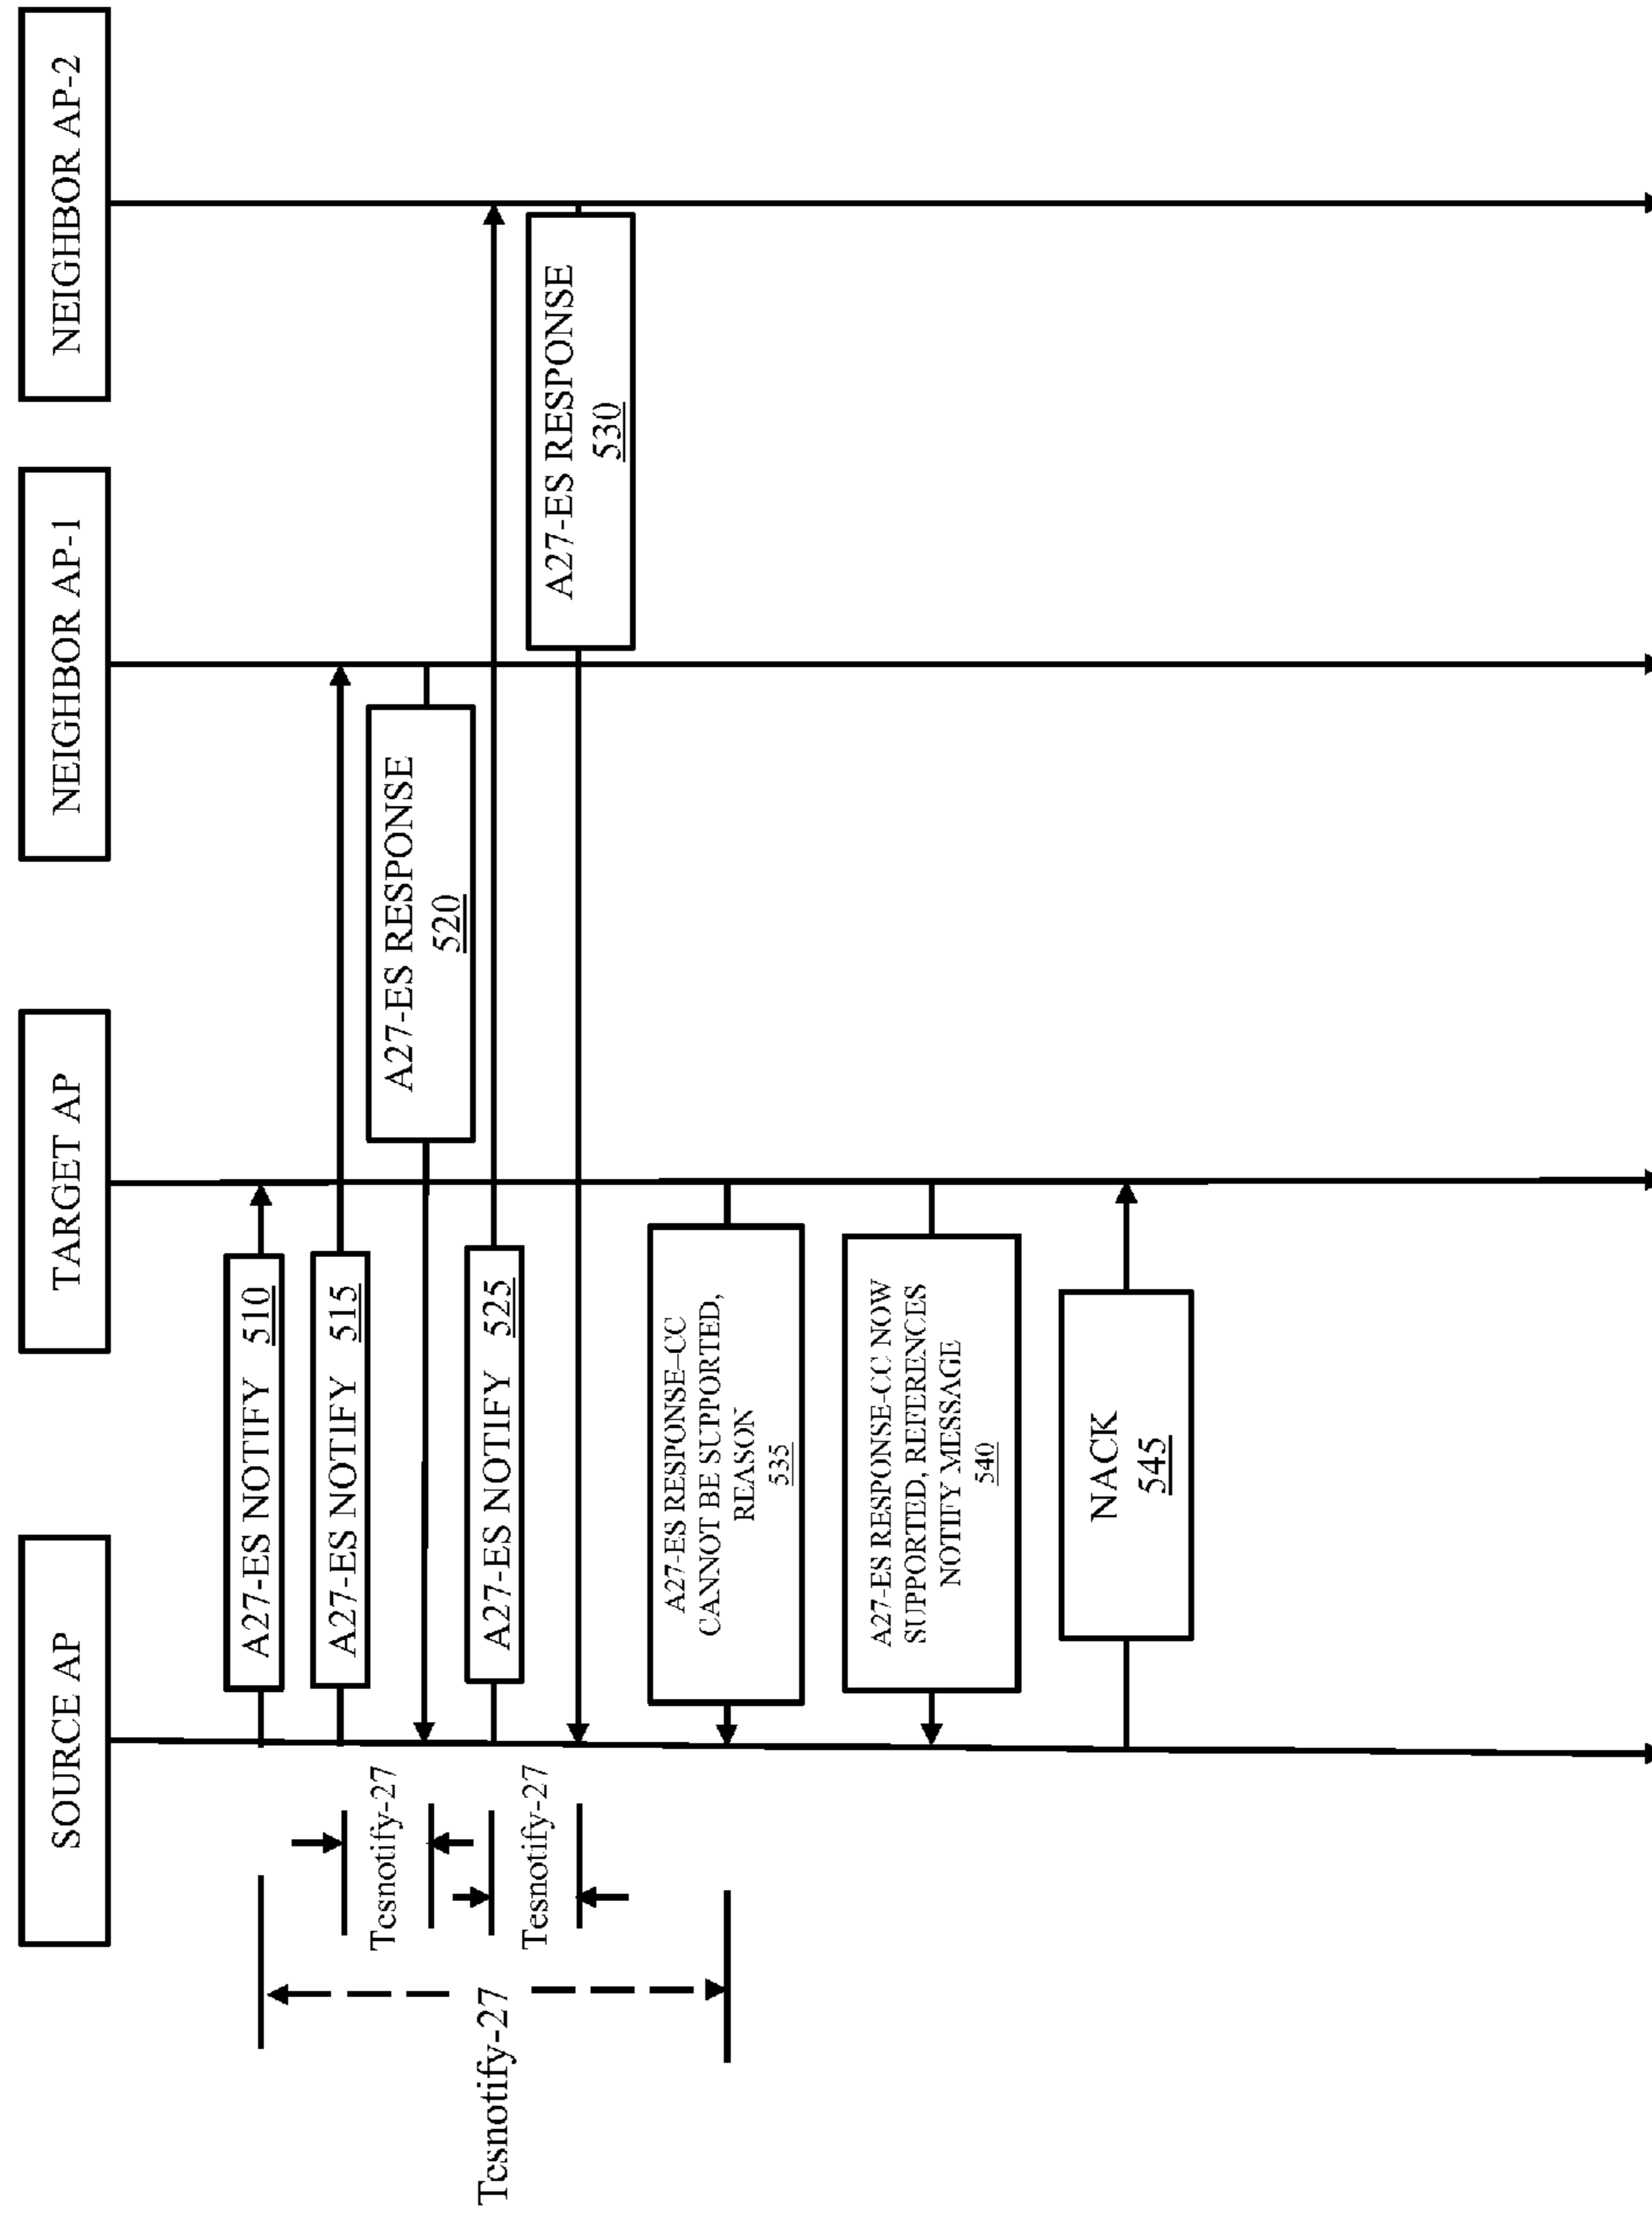 SOURCE AP
TARGET AP
NEIGHBOR AP-1
NEIGHBOR AP-2
A27-ES NOTIFY 510
A27-ES NOTIFY 515
A27-ES RESPONSE
520
A27-ES NOTIFY 525
A27-ES RESPONSE
530
A27-ES RESPONSE–CC
CANNOT BE SUPPORTED,
REASON
535
A27-ES RESPONSE-CC NOW
SUPPORTED, REFERENCES
NOTIFY MESSAGE
540
NACK
545
Tesnotify-27
Tesnotify-27
Tesnotify-27